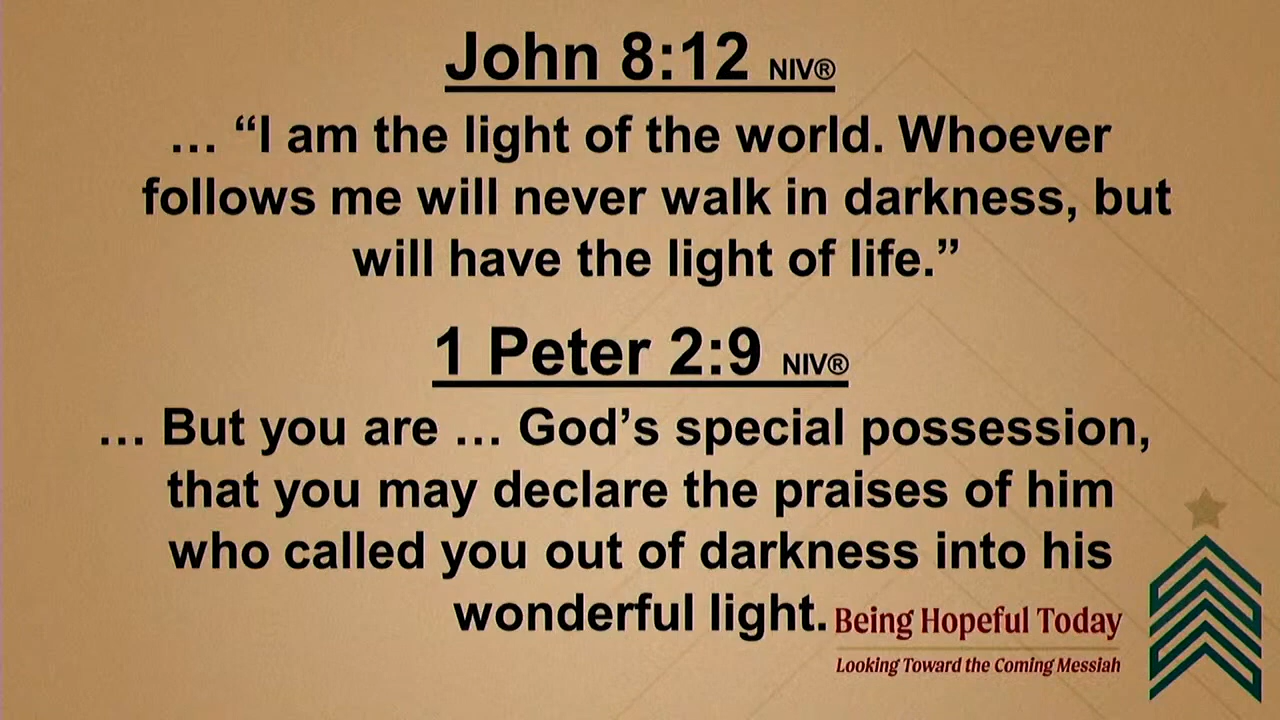 John 8:12 NIV®
… “I am the light of the world. Whoever
follows me will never walk in darkness, but
will have the light of life.”
1 Peter 2:9 NIV®
… But you are … God’s special possession,
that you may declare the praises of him
who called you out of darkness into his
wonderful light.
Being Hopeful Today
Looking Toward the Coming Messiah